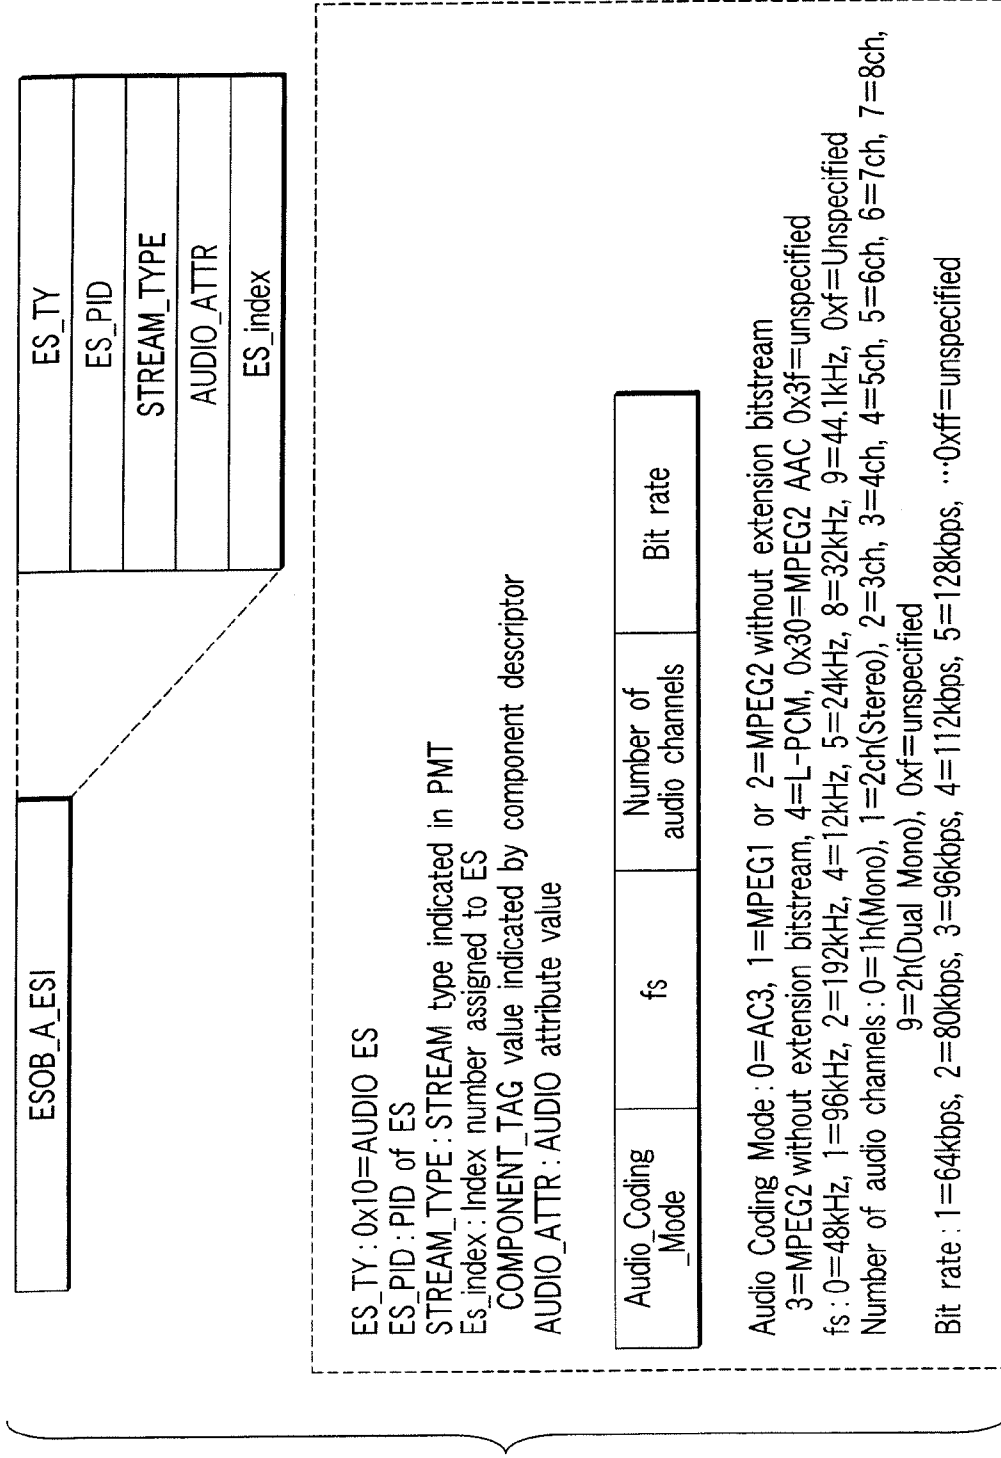 ESOB_A_ESI
ES_TY
ES_PID
STREAM_TYPE
AUDIO_ATTR
ES_index
ES_TY : 0x10=AUDIO ES
ES_PID : PID of ES
STREAM_TYPE : STREAM type indicated in PMT
Es_index : Index number assigned to ES
COMPONENT_TAG value indicated by component descriptor
AUDIO_ATTR : AUDIO attribute value
Audio_Coding
_Mode
fs
Number of
audio channels
Bit rate
Audio Coding Mode : 0=AC3, 1=MPEG1 or 2=MPEG2 without extension bitstream
3=MPEG2 without extension bitstream, 4=L-PCM, 0x30=MPEG2 AAC 0x3f=unspecified
fs : 0=48kHz, 1=96kHz, 2=192kHz, 4=12kHz, 5=24kHz, 8=32kHz, 9=44.1kHz, 0xf=Unspecified
Number of audio channels : 0=1h(Mono), 1=2ch(Stereo), 2=3ch, 3=4ch, 4=5ch, 5=6ch, 6=7ch, 7=8ch,
9=2h(Dual Mono), 0xf=unspecified
Bit rate : 1=64kbps, 2=80kbps, 3=96kbps, 4=112kbps, 5=128kbps, ···0xff=unspecified